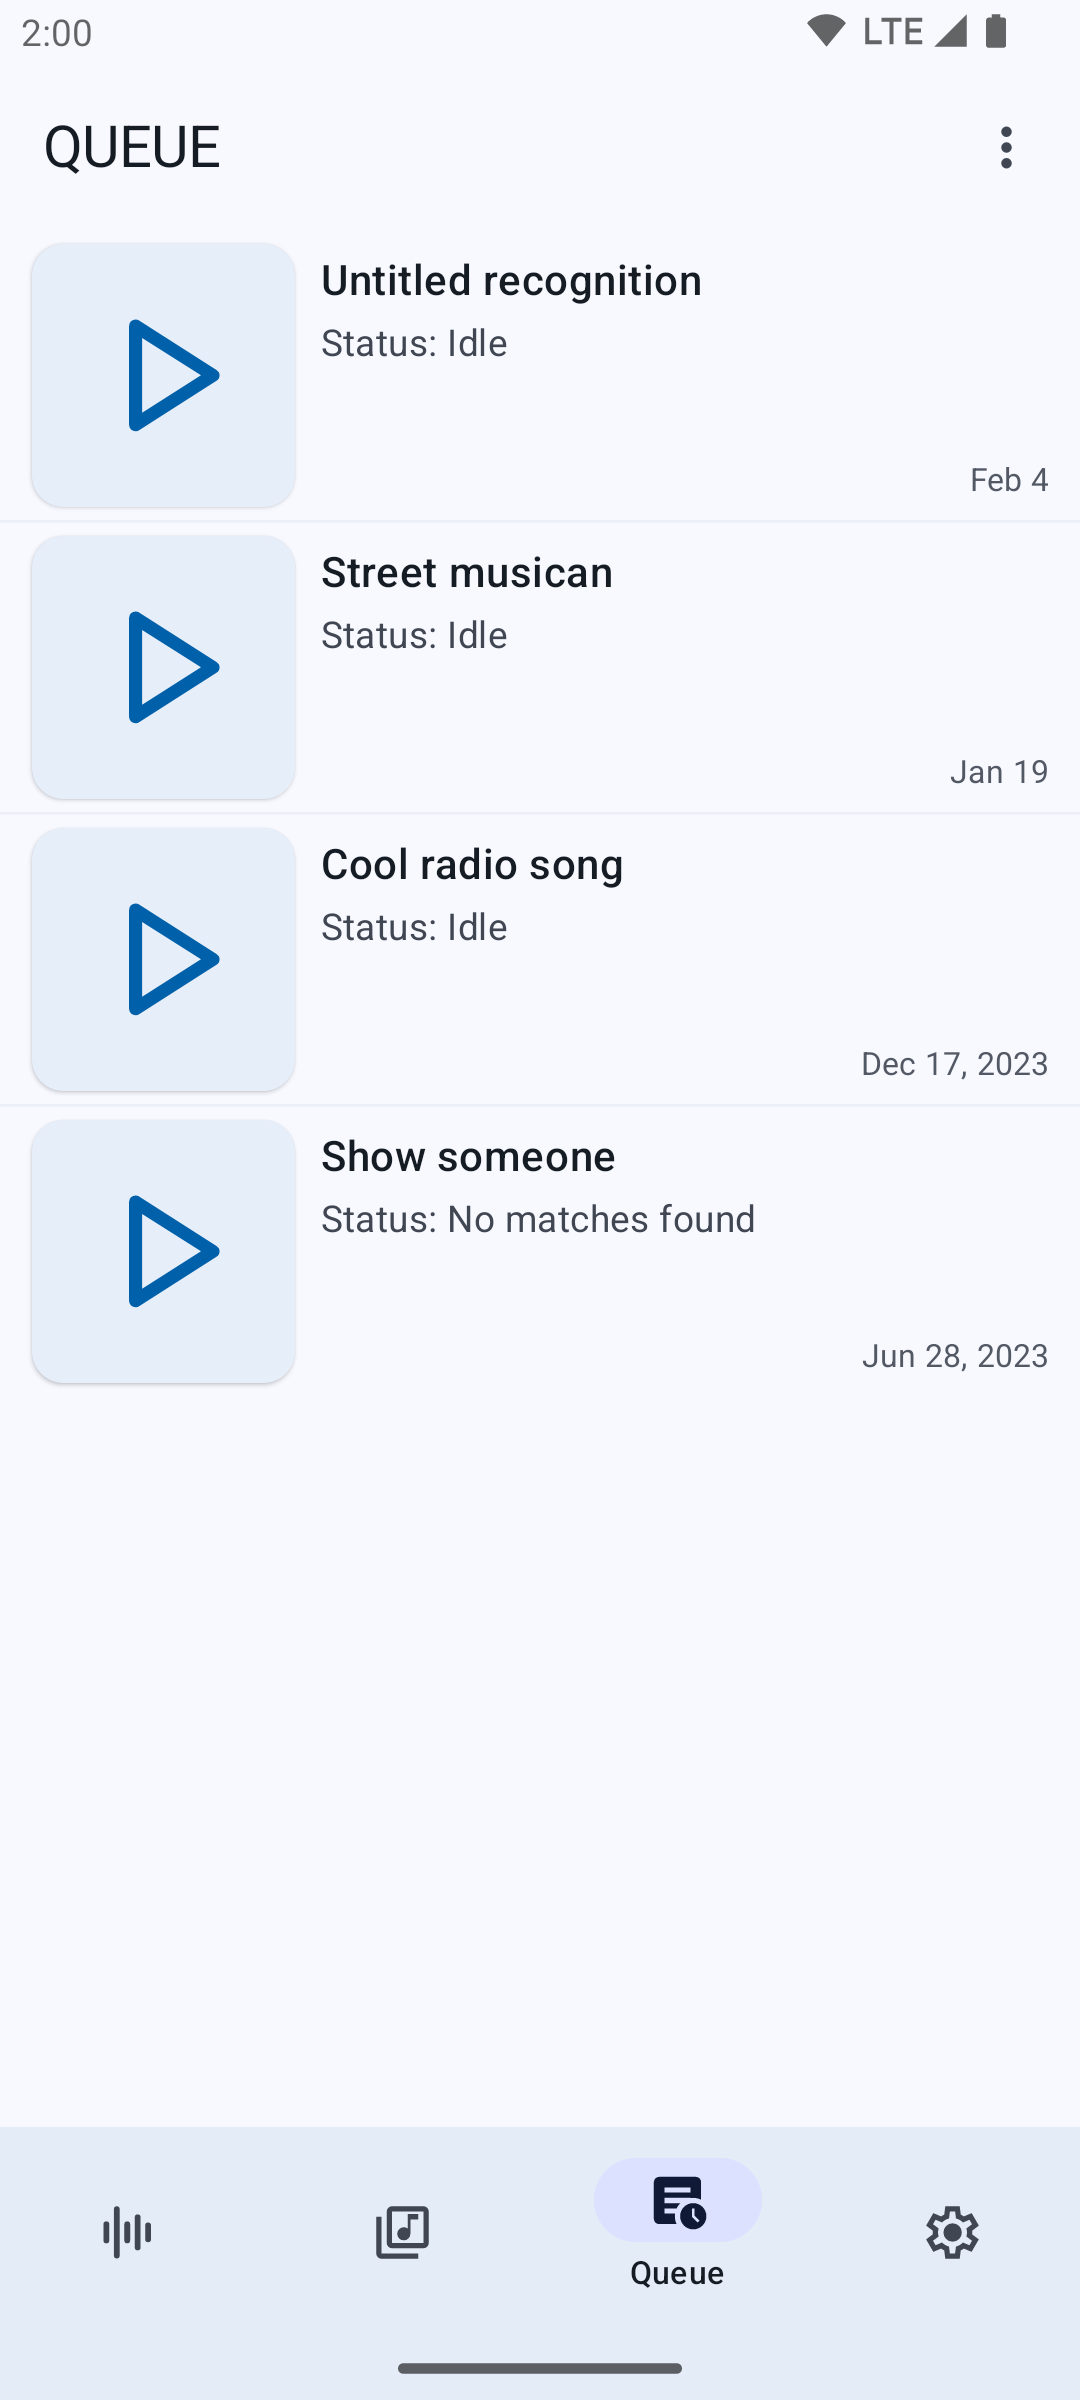 2:00
LTE
QUEUE
Untitled recognition
Status: Idle
Feb 4
Street musican
Status: Idle
Jan 19
Cool radio song
Status: Idle
Dec 17, 2023
Show someone
Status: No matches found
Jun 28, 2023
Queue